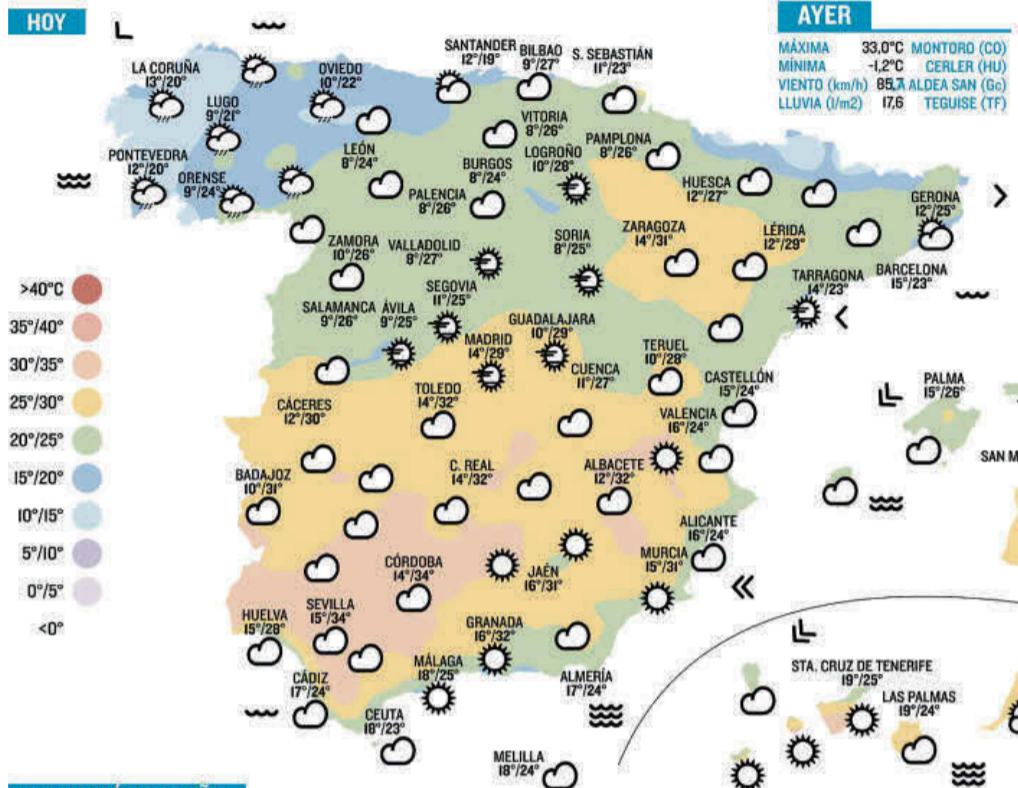 HOY
AYER
MÁXIMA 33,0°C MONTORO (CO)
MÍNIMA -1,2°C CERLER (HU)
VIENTO (km/h) 85,7 ALDEA SAN (Gc)
LLUVIA (l/m2) 17,6 TEGUISE (TF)
LA CORUÑA
13°/20°
LUGO
9°/21°
OVIEDO
10°/22°
SANTANDER
12°/19°
BILBAO
9°/27°
S. SEBASTIÁN
11°/23°
PONTEVEDRA
12°/20°
ORENSE
9°/24°
LEÓN
8°/24°
VITORIA
8°/26°
BURGOS
8°/24°
LOGROÑO
10°/28°
PAMPLONA
8°/26°
PALENCIA
8°/26°
HUESCA
12°/27°
GERONA
12°/25°
ZAMORA
10°/26°
VALLADOLID
8°/27°
SORIA
8°/25°
ZARAGOZA
14°/31°
LÉRIDA
12°/29°
BARCELONA
15°/23°
TARRAGONA
14°/23°
SALAMANCA
9°/26°
ÁVILA
9°/25°
SEGOVIA
11°/25°
MADRID
14°/29°
GUADALAJARA
10°/29°
CUENCA
11°/27°
TERUEL
10°/28°
CASTELLÓN
15°/24°
PALMA
15°/26°
SAN M
CÁCERES
12°/30°
TOLEDO
14°/32°
VALENCIA
16°/24°
BADAJOZ
10°/31°
C. REAL
14°/32°
ALBACETE
12°/32°
ALICANTE
16°/24°
CÓRDOBA
14°/34°
JAÉN
16°/31°
MURCIA
15°/31°
HUELVA
15°/28°
SEVILLA
15°/34°
GRANADA
16°/32°
CÁDIZ
17°/24°
MÁLAGA
18°/25°
ALMERÍA
17°/24°
CEUTA
18°/23°
MELILLA
18°/24°
STA. CRUZ DE TENERIFE
19°/25°
LAS PALMAS
19°/24°
>40°C
35°/40°
30°/35°
25°/30°
20°/25°
15°/20°
10°/15°
5°/10°
0°/5°
<0°